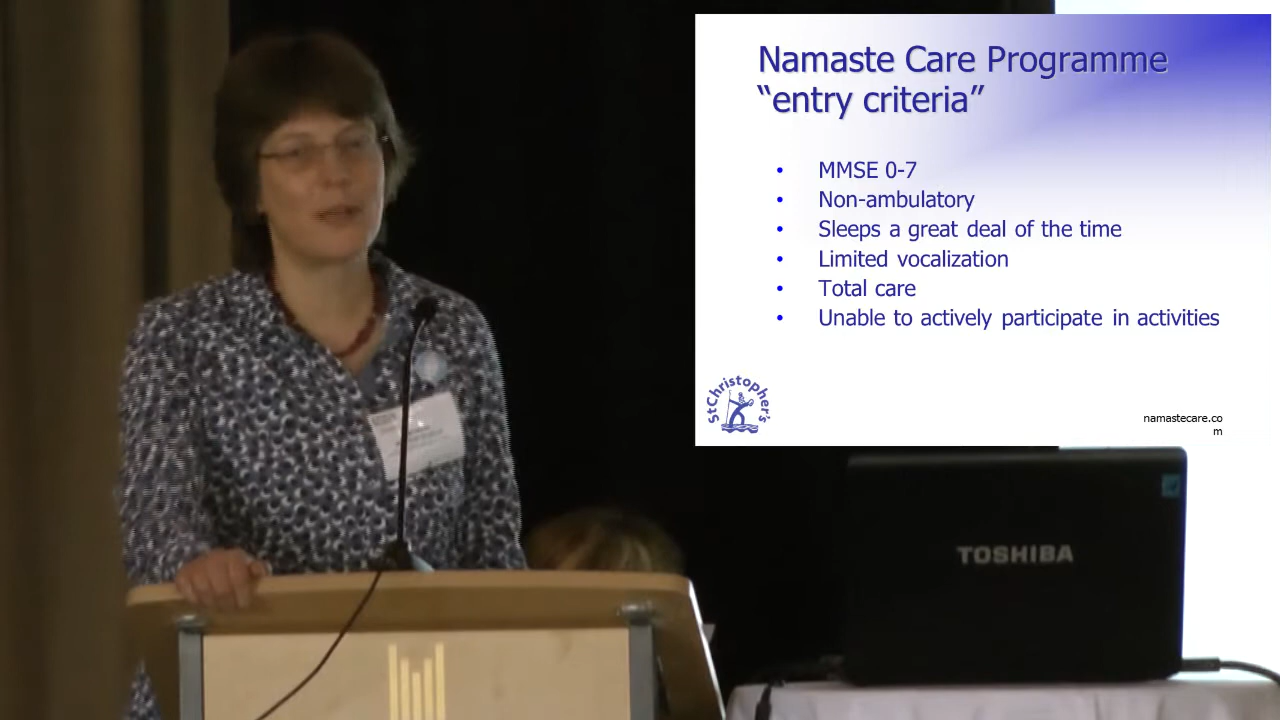 Namaste Care Programme
“entry criteria”
• MMSE 0-7
• Non-ambulatory
• Sleeps a great deal of the time
• Limited vocalization
• Total care
• Unable to actively participate in activities
StChristopher's
namastecare.co
m
TOSHIBA